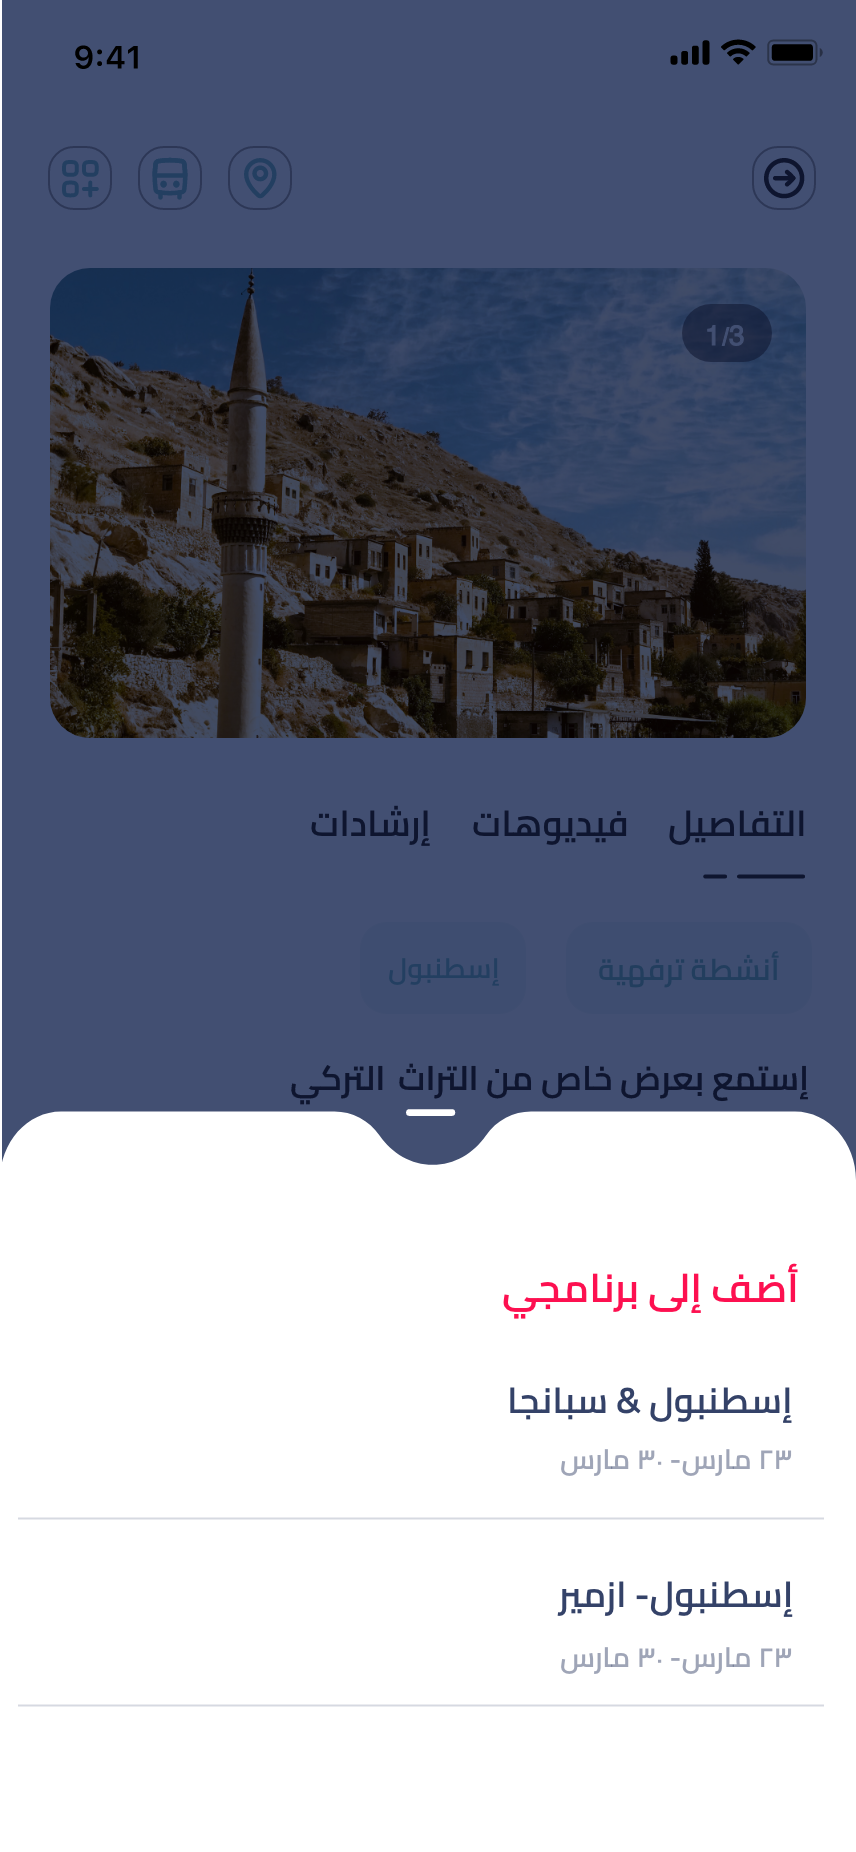 9:41
1/3
التفاصيل فيديوهات إرشادات
أنشطة ترفهية إسطنبول
إستمع بعرض خاص من التراث التركي
أضف إلى برنامجي
إسطنبول & سبانجا
٢٣ مارس- ٣٠ مارس
إسطنبول- ازمير
٢٣ مارس- ٣٠ مارس